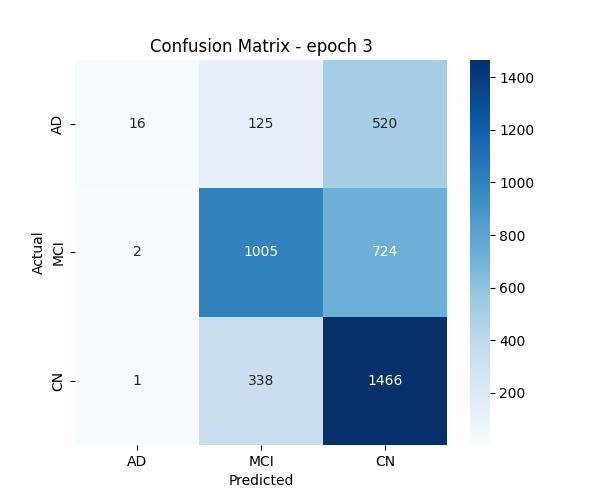 Confusion Matrix - epoch 3
AD 16 125 520
MCI 2 1005 724
CN 1 338 1466
AD MCI CN
Predicted
Actual
1400
1200
1000
800
600
400
200